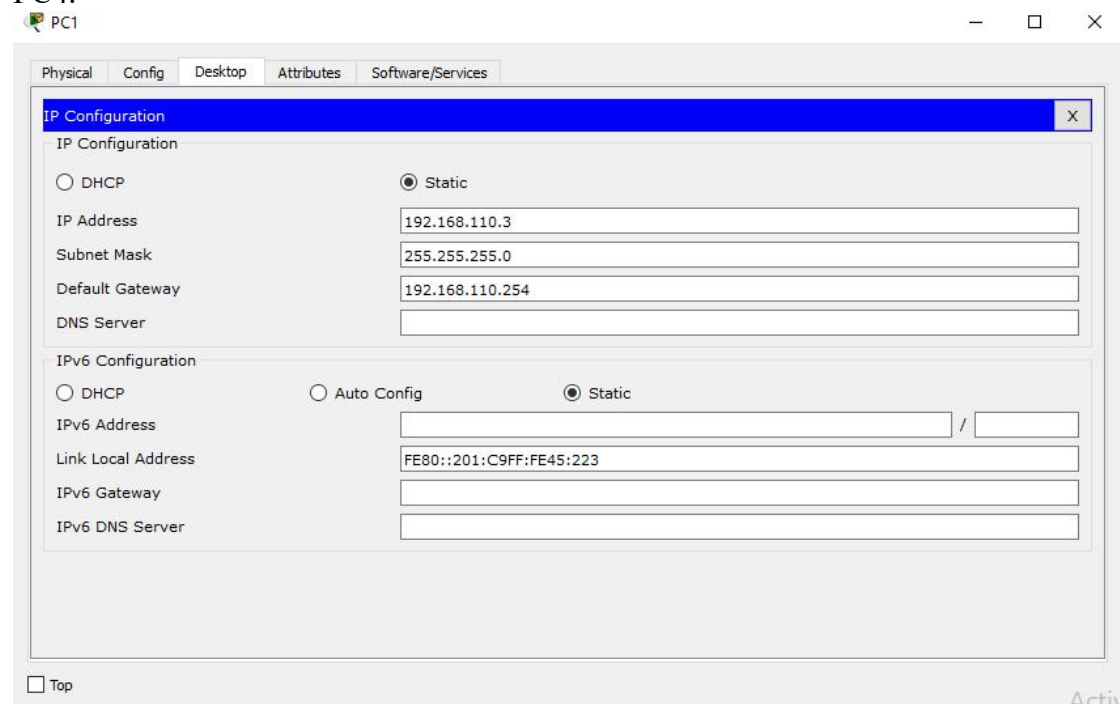 PC4:
PC1
Physical Config Desktop Attributes Software/Services
IP Configuration X
IP Configuration
DHCP Static
IP Address 192.168.110.3
Subnet Mask 255.255.255.0
Default Gateway 192.168.110.254
DNS Server
IPv6 Configuration
DHCP Auto Config Static
IPv6 Address /
Link Local Address FE80::201:C9FF:FE45:223
IPv6 Gateway
IPv6 DNS Server
Top